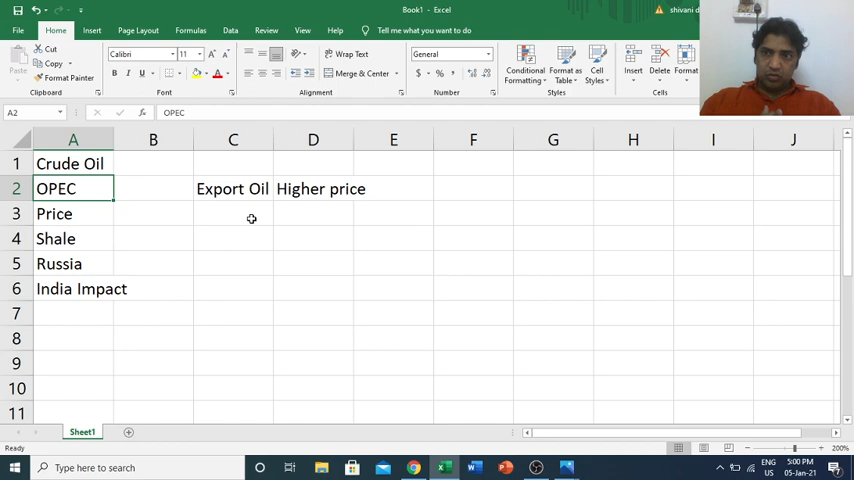 Book1 - Excel
shivani d
File Home Insert Page Layout Formulas Data Review View Help Tell me what you want to do
Cut
Copy
Format Painter
Paste
Clipboard
Calibri 11
B I U
Font
Wrap Text
Merge & Center
Alignment
General
$ % ,
Number
Conditional Formatting
Format as Table
Cell Styles
Styles
Insert Delete Format
Cells
A2 fx OPEC
A B C D E F G H I J
1 Crude Oil
2 OPEC Export Oil Higher price
3 Price
4 Shale
5 Russia
6 India Impact
7
8
9
10
11
Sheet1
Ready
200%
Type here to search
ENG
US
5:00 PM
05-Jan-21